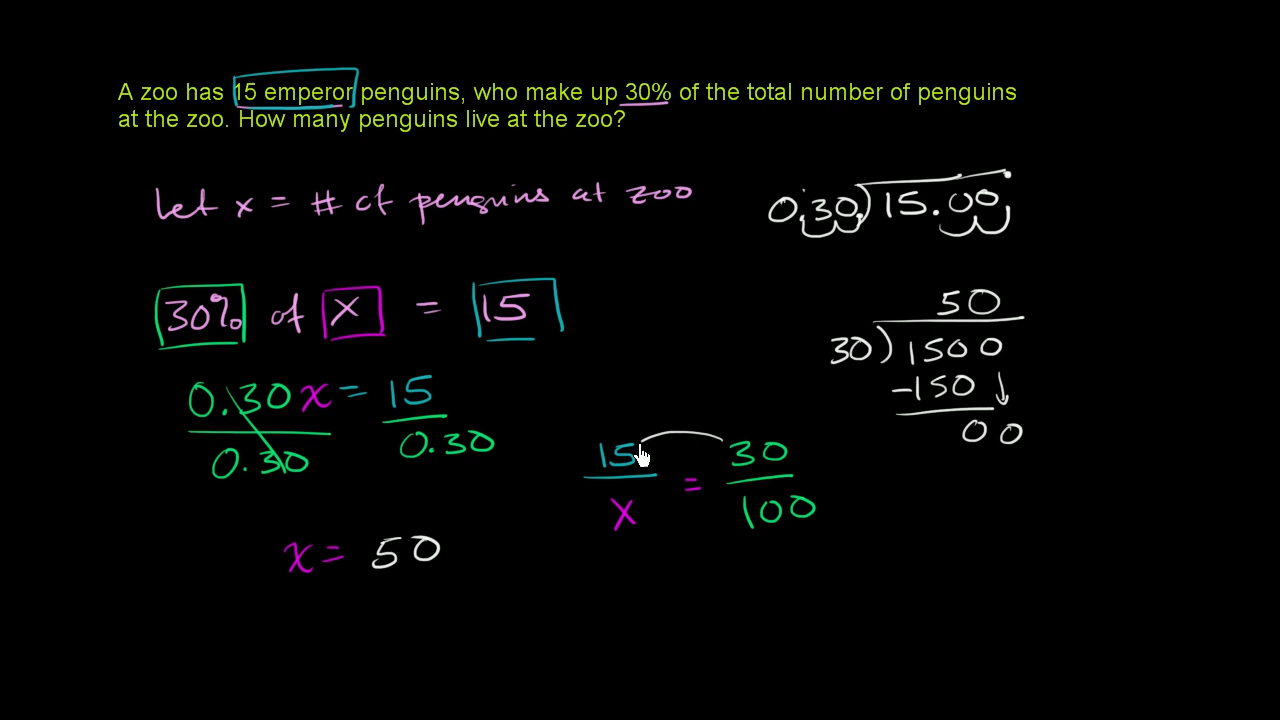 A zoo has 15 emperor penguins, who make up 30% of the total number of penguins
at the zoo. How many penguins live at the zoo?
let x = # of penguins at zoo
30% of x = 15
0.30x = 15
0.30 0.30
x = 50
15 = 30
x 100
0.30)15.00
50
30)1500
-150
00